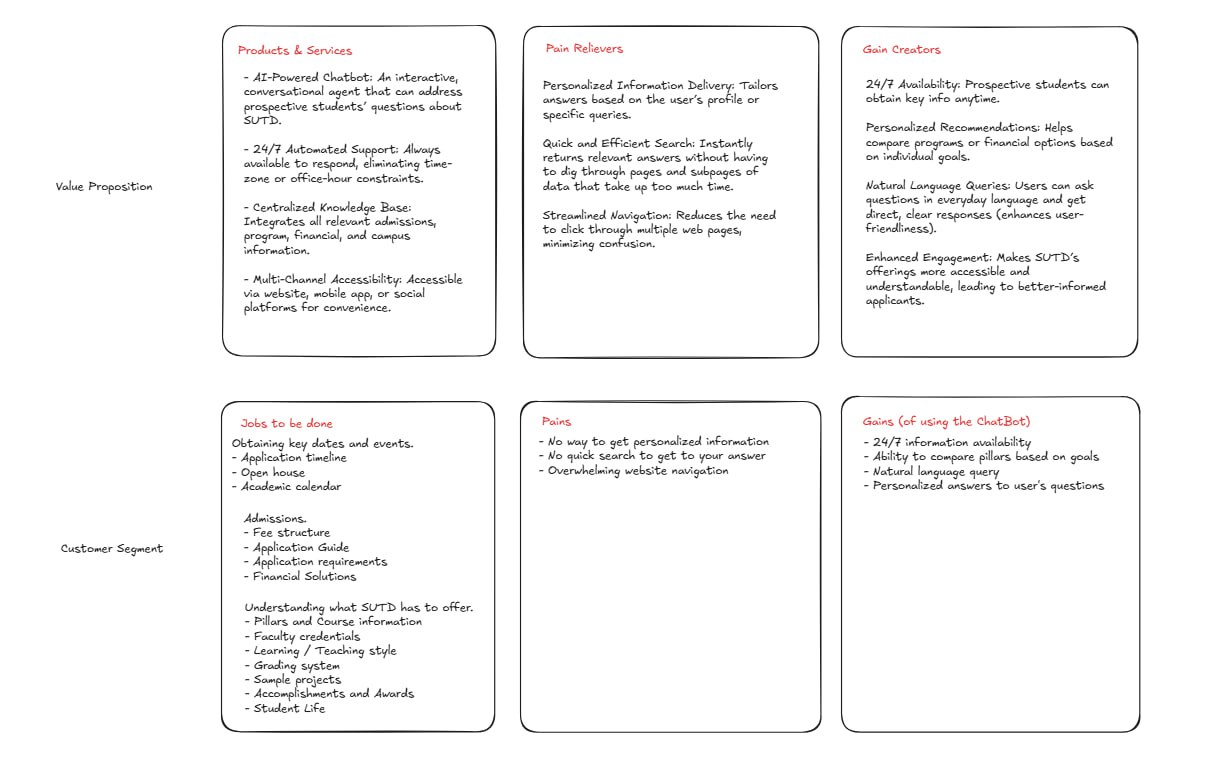 Products & Services
- AI-Powered Chatbot: An interactive,
conversational agent that can address
prospective students' questions about
SUTD.
- 24/7 Automated Support: Always
available to respond, eliminating time-
zone or office-hour constraints.
- Centralized Knowledge Base:
Integrates all relevant admissions,
program, financial, and campus
information.
- Multi-Channel Accessibility: Accessible
via website, mobile app, or social
platforms for convenience.
Pain Relievers
Personalized Information Delivery: Tailors
answers based on the user's profile or
specific queries.
Quick and Efficient Search: Instantly
returns relevant answers without having
to dig through pages and subpages of
data that take up too much time.
Streamlined Navigation: Reduces the need
to click through multiple web pages,
minimizing confusion.
Gain Creators
24/7 Availability: Prospective students can
obtain key info anytime.
Personalized Recommendations: Helps
compare programs or financial options based
on individual goals.
Natural Language Queries: Users can ask
questions in everyday language and get
direct, clear responses (enhances user-
friendliness).
Enhanced Engagement: Makes SUTD's
offerings more accessible and
understandable, leading to better-informed
applicants.
Value Proposition
Jobs to be done
Obtaining key dates and events.
- Application timeline
- Open house
- Academic calendar
Admissions.
- Fee structure
- Application Guide
- Application requirements
- Financial Solutions
Understanding what SUTD has to offer.
- Pillars and Course information
- Faculty credentials
- Learning / Teaching style
- Grading system
- Sample projects
- Accomplishments and Awards
- Student Life
Pains
- No way to get personalized information
- No quick search to get to your answer
- Overwhelming website navigation
Gains (of using the ChatBot)
- 24/7 information availability
- Ability to compare pillars based on goals
- Natural language query
- Personalized answers to user's questions
Customer Segment